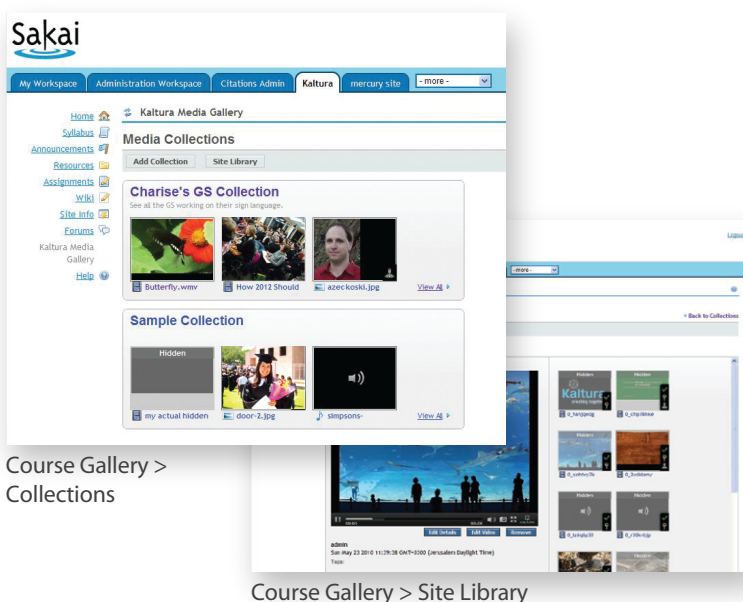 Sakai
My Workspace Administration Workspace Citations Admin Kaltura mercury site - more -
Home
Syllabus
Announcements
Resources
Assignments
Wiki
Site Info
Forums
Kaltura Media
Gallery
Help
Kaltura Media Gallery
Media Collections
Add Collection Site Library
Charise's GS Collection
See all the GS working on their sign language.
Butterfly.wmv How 2012 Should azeckoski.jpg View All
Sample Collection
Hidden
my actual hidden door-2.jpg simpsons- View All
Course Gallery >
Collections
-more-
Back to Collections
Hidden Hidden
Kaltura
Hidden
Hidden Hidden
Edit Details Edit Video Remove
admin
Sun May 23 2010 11:29:38 GMT+0300 (Jerusalem Daylight Time)
Tags:
Course Gallery > Site Library